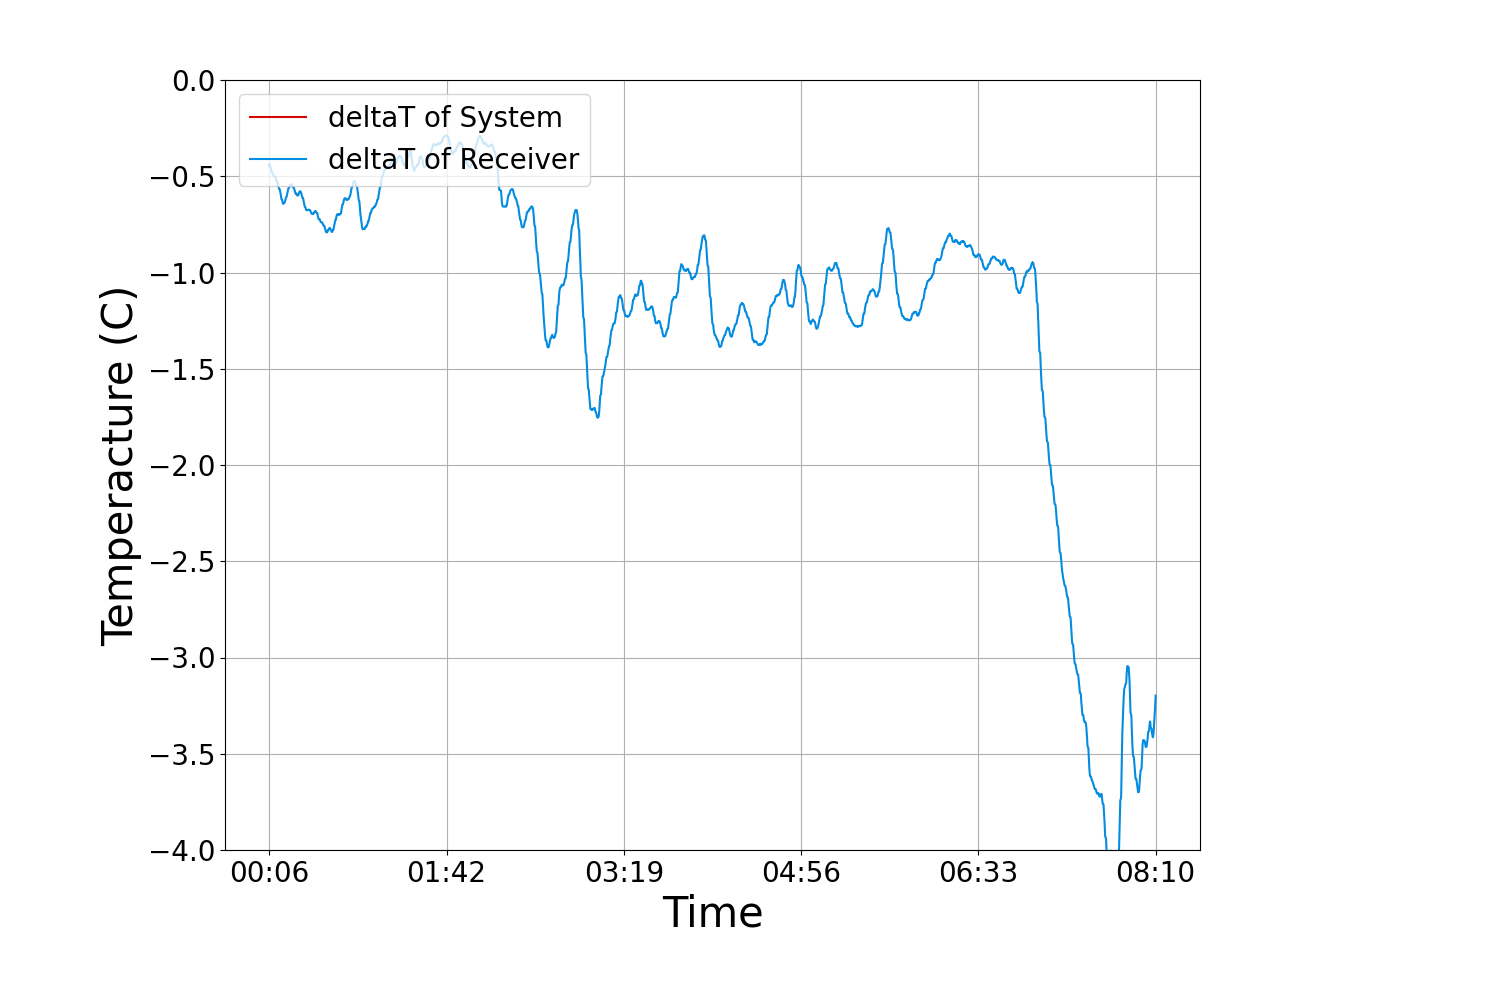 0.0
deltaT of System
deltaT of Receiver
−0.5
−1.0
−1.5
−2.0
−2.5
−3.0
−3.5
−4.0
Temperacture (C)
00:06 01:42 03:19 04:56 06:33 08:10
Time